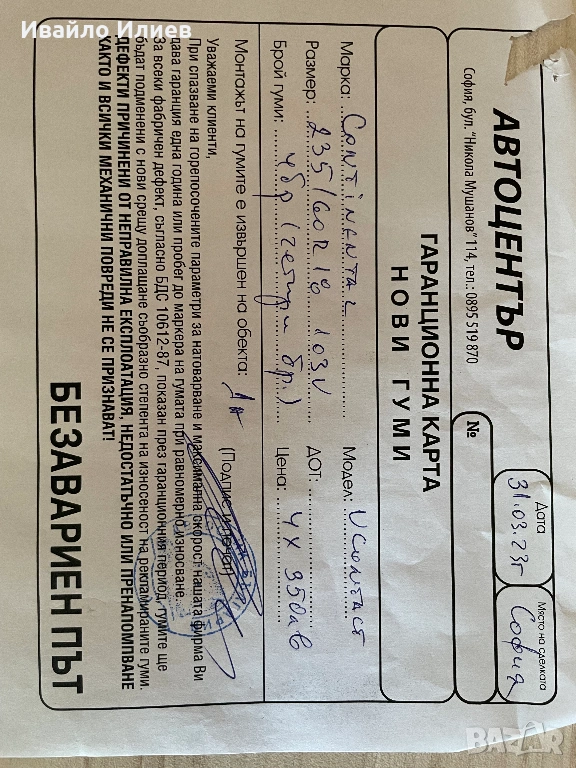 Ивайло Илиев
АВТОЦЕНТЪР
София, бул. "Никола Мушанов" 114, тел.: 0895 519 870
Дата
31.03.23г
Място на сделката
София
№
ГАРАНЦИОННА КАРТА
НОВИ ГУМИ
Марка: Continental Модел: Ucontact
Размер: 235/60R18 103V ДОТ:
Брой гуми: 4бр (четири бр.) Цена: 4x350лв
Монтажът на гумите е извършен на обекта: ДА (Подпис и печат)
Уважаеми клиенти,
При спазване на горепосочените параметри за натоварване и максимална скорост нашата фирма Ви
дава гаранция една година или пробег до маркера на гумата при равномерно износване.
За всеки фабричен дефект, съгласно БДС 10612-87, показан през гаранционния период, гумите ще
бъдат подменени с нови срещу доплащане съобразно степента на износеност на рекламираните гуми.
ДЕФЕКТИ ПРИЧИНЕНИ ОТ НЕПРАВИЛНА ЕКСПЛОАТАЦИЯ, НЕДОСТАТЪЧНО ИЛИ ПРЕНАПОМПВАНЕ
КАКТО И ВСИЧКИ МЕХАНИЧНИ ПОВРЕДИ НЕ СЕ ПРИЗНАВАТ!
БЕЗАВАРИЕН ПЪТ
BAZAR